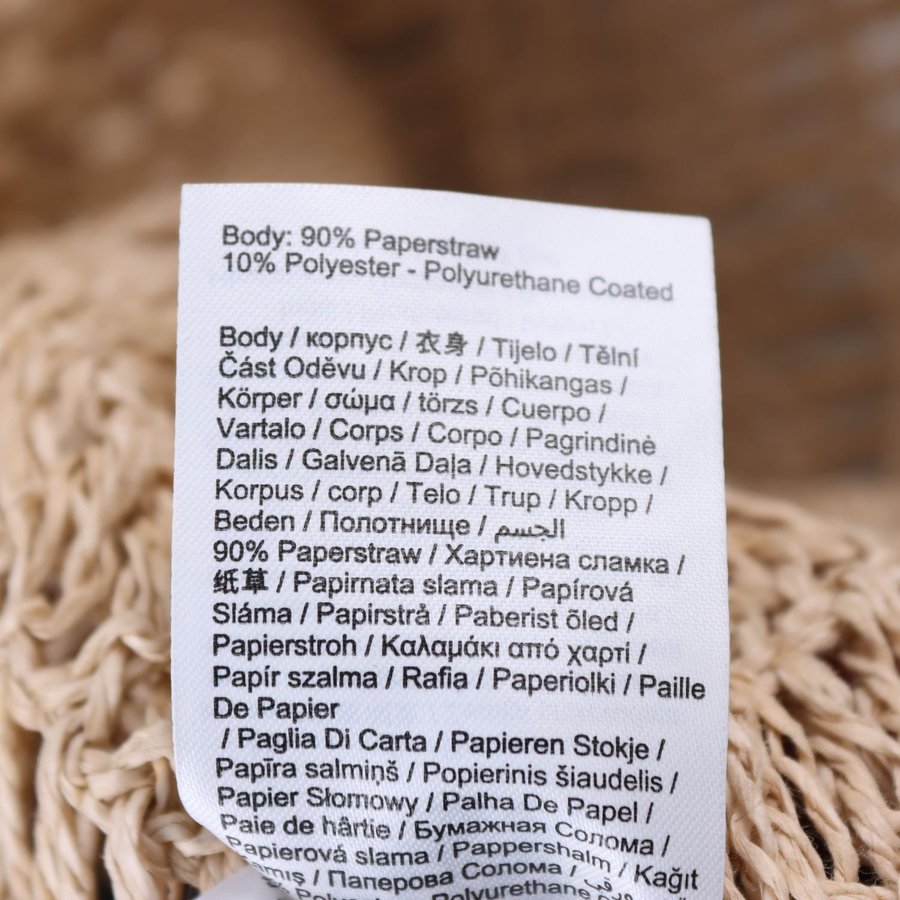 Body: 90% Paperstraw
10% Polyester - Polyurethane Coated
Body / корпус / 衣身 / Tijelo / Tělní
Část Oděvu / Krop / Põhikangas /
Körper / σώμα / törzs / Cuerpo /
Vartalo / Corps / Corpo / Pagrindinė
Dalis / Galvenā Daļa / Hovedstykke /
Korpus / corp / Telo / Trup / Kropp /
Beden / Полотнище / الجسم
90% Paperstraw / Хартиена сламка /
纸草 / Papirnata slama / Papírová
Sláma / Papirstrå / Paberist õled /
Papierstroh / Καλαμάκι από χαρτί /
Papír szalma / Rafia / Paperiolki / Paille
De Papier
/ Paglia Di Carta / Papieren Stokje /
Papīra salmiņš / Popierinis šiaudelis /
Papier Słomowy / Palha De Papel /
Paie de hârtie / Бумажная Солома /
Papierová slama / Pappershalm / Kağıt
/ Паперова Солома /
Polyester - Polyurethane